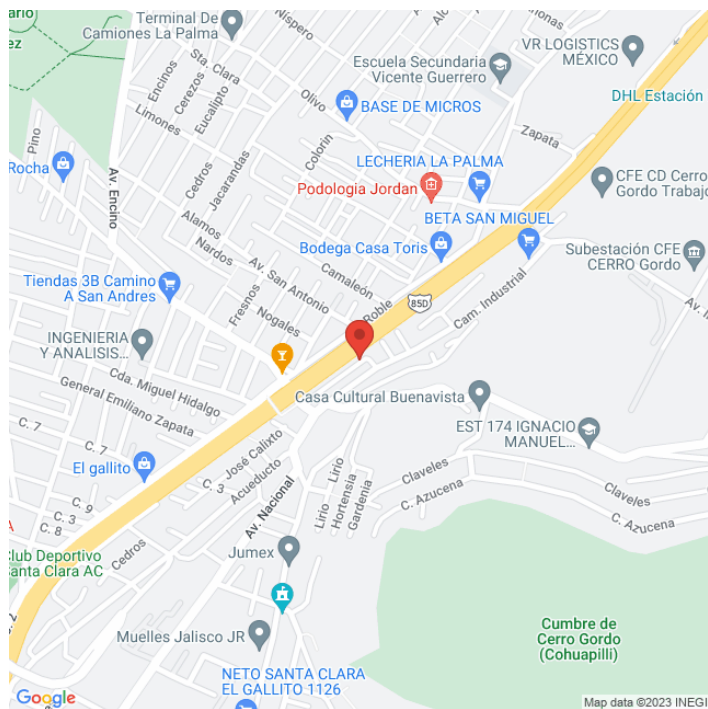 Terminal De
Camiones La Palma
Níspero
VR LOGISTICS
MÉXICO
Escuela Secundaria
Vicente Guerrero
DHL Estación
Sta. Clara
Olivo
BASE DE MICROS
Encinos
Cerezos
Eucalipto
Limones
Colorin
Zapata
Pino
Av. Encino
Rocha
Cedros
Jacarandas
LECHERIA LA PALMA
Podologia Jordan
CFE CD Cerro
Gordo Trabajo
BETA SAN MIGUEL
Alamos
Nardos
Bodega Casa Toris
Subestación CFE
CERRO Gordo
Av. San Antonio
Camaleón
Tiendas 3B Camino
A San Andres
Fresnos
Nogales
Roble
85D
Cam. Industrial
INGENIERIA
Y ANALISIS...
Cda. Miguel Hidalgo
General Emiliano Zapata
Casa Cultural Buenavista
EST 174 IGNACIO
MANUEL...
C. 7
C. 7
El gallito
José Calixto
C. 3
Acueducto
Lirio
Lirio
Hortensia
Gardenia
Claveles
Claveles
C. Azucena
C. Azucena
C. 9
C. 3
C. 8
Av. Nacional
Cedros
Club Deportivo
Santa Clara AC
Jumex
Muelles Jalisco JR
Cumbre de
Cerro Gordo
(Cohuapilli)
NETO SANTA CLARA
EL GALLITO 1126
Google
Map data ©2023 INEGI